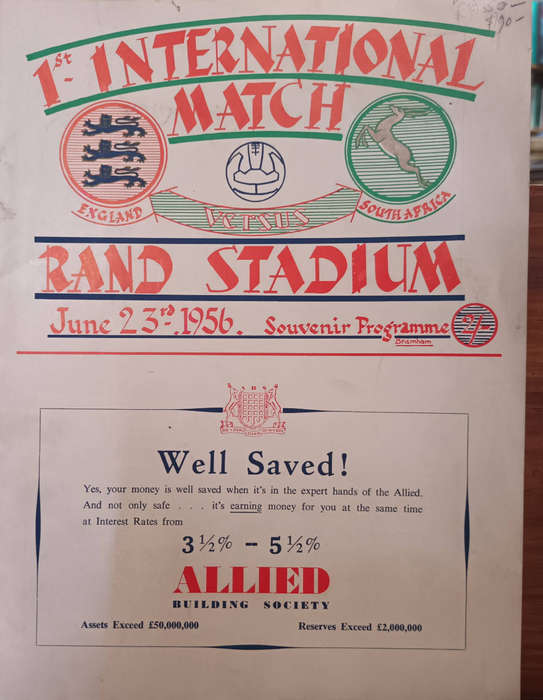 1st INTERNATIONAL
MATCH
ENGLAND
VERSUS
SOUTH AFRICA
RAND STADIUM
June 23rd, 1956. Souvenir Programme 2/-
Bramham
Well Saved!
Yes, your money is well saved when it's in the expert hands of the Allied.
And not only safe . . . it's earning money for you at the same time
at Interest Rates from
3½% – 5½%
ALLIED
BUILDING SOCIETY
Assets Exceed £50,000,000 Reserves Exceed £2,000,000